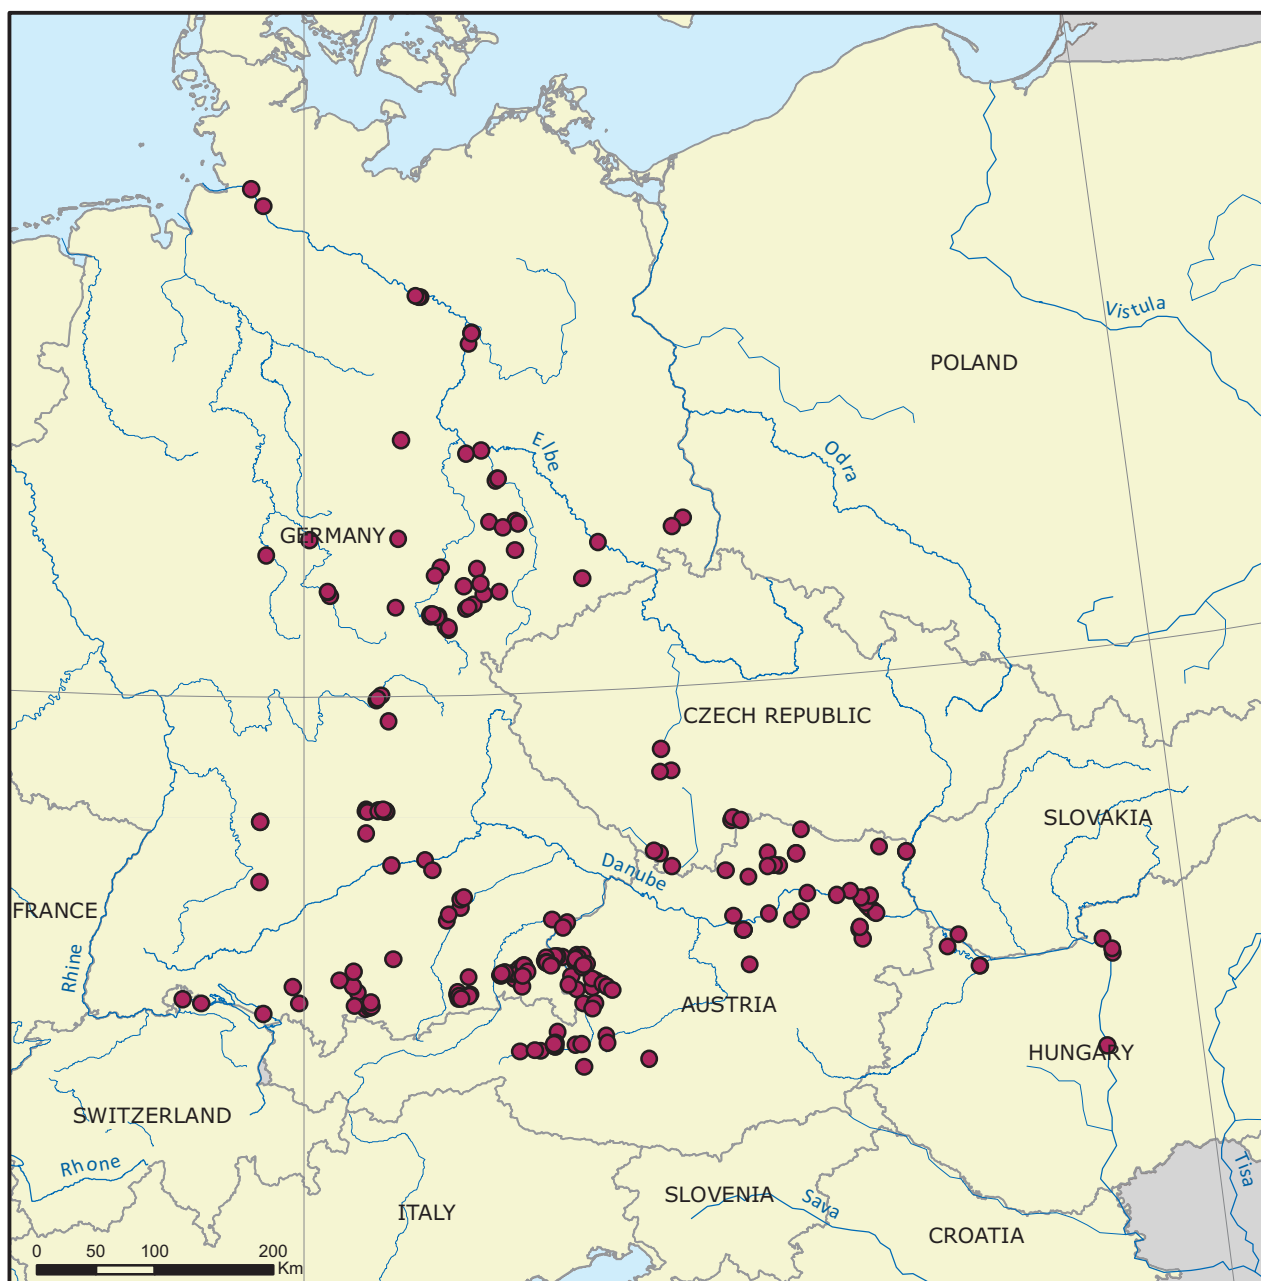 Vistula
POLAND
Elbe
Odra
GERMANY
CZECH REPUBLIC
SLOVAKIA
Danube
FRANCE
Rhine
AUSTRIA
HUNGARY
SWITZERLAND
Rhone
Tisa
SLOVENIA
Sava
ITALY
CROATIA
0 50 100 200
Km